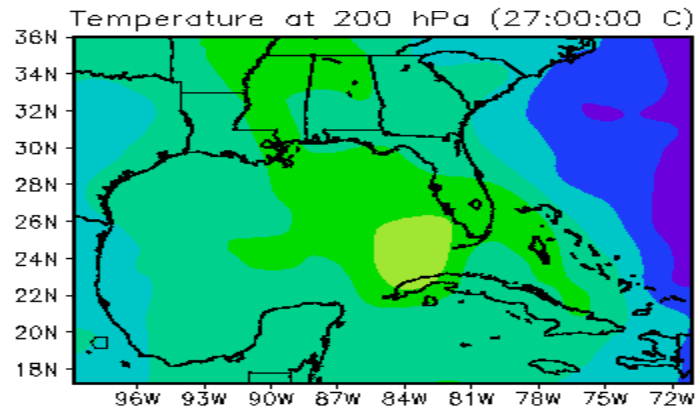 Temperature at 200 hPa (27:00:00 C)
36N
34N
32N
30N
28N
26N
24N
22N
20N
18N
96W 93W 90W 87W 84W 81W 78W 75W 72W